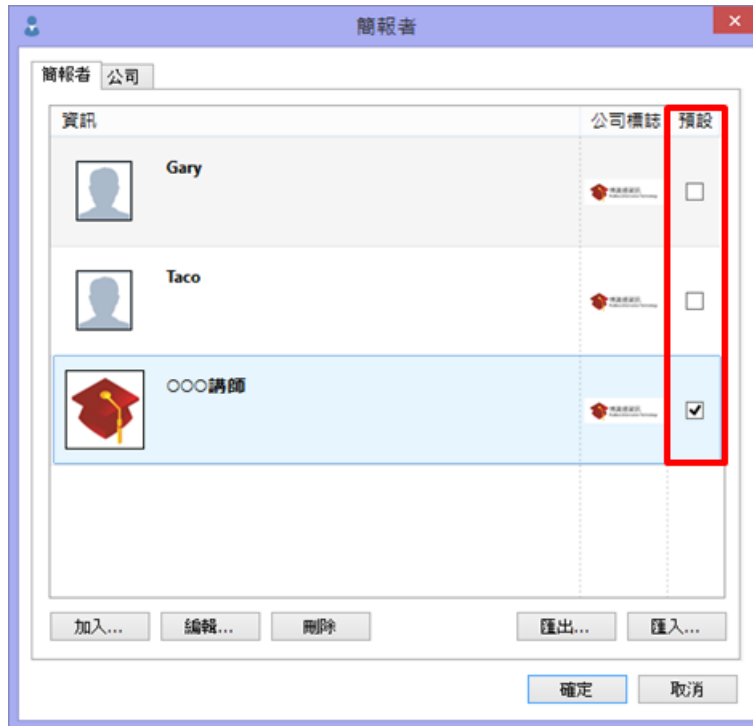 簡報者
簡報者 公司
資訊 公司標誌 預設
Gary
Taco
○○○講師
加入... 編輯... 刪除 匯出... 匯入...
確定 取消